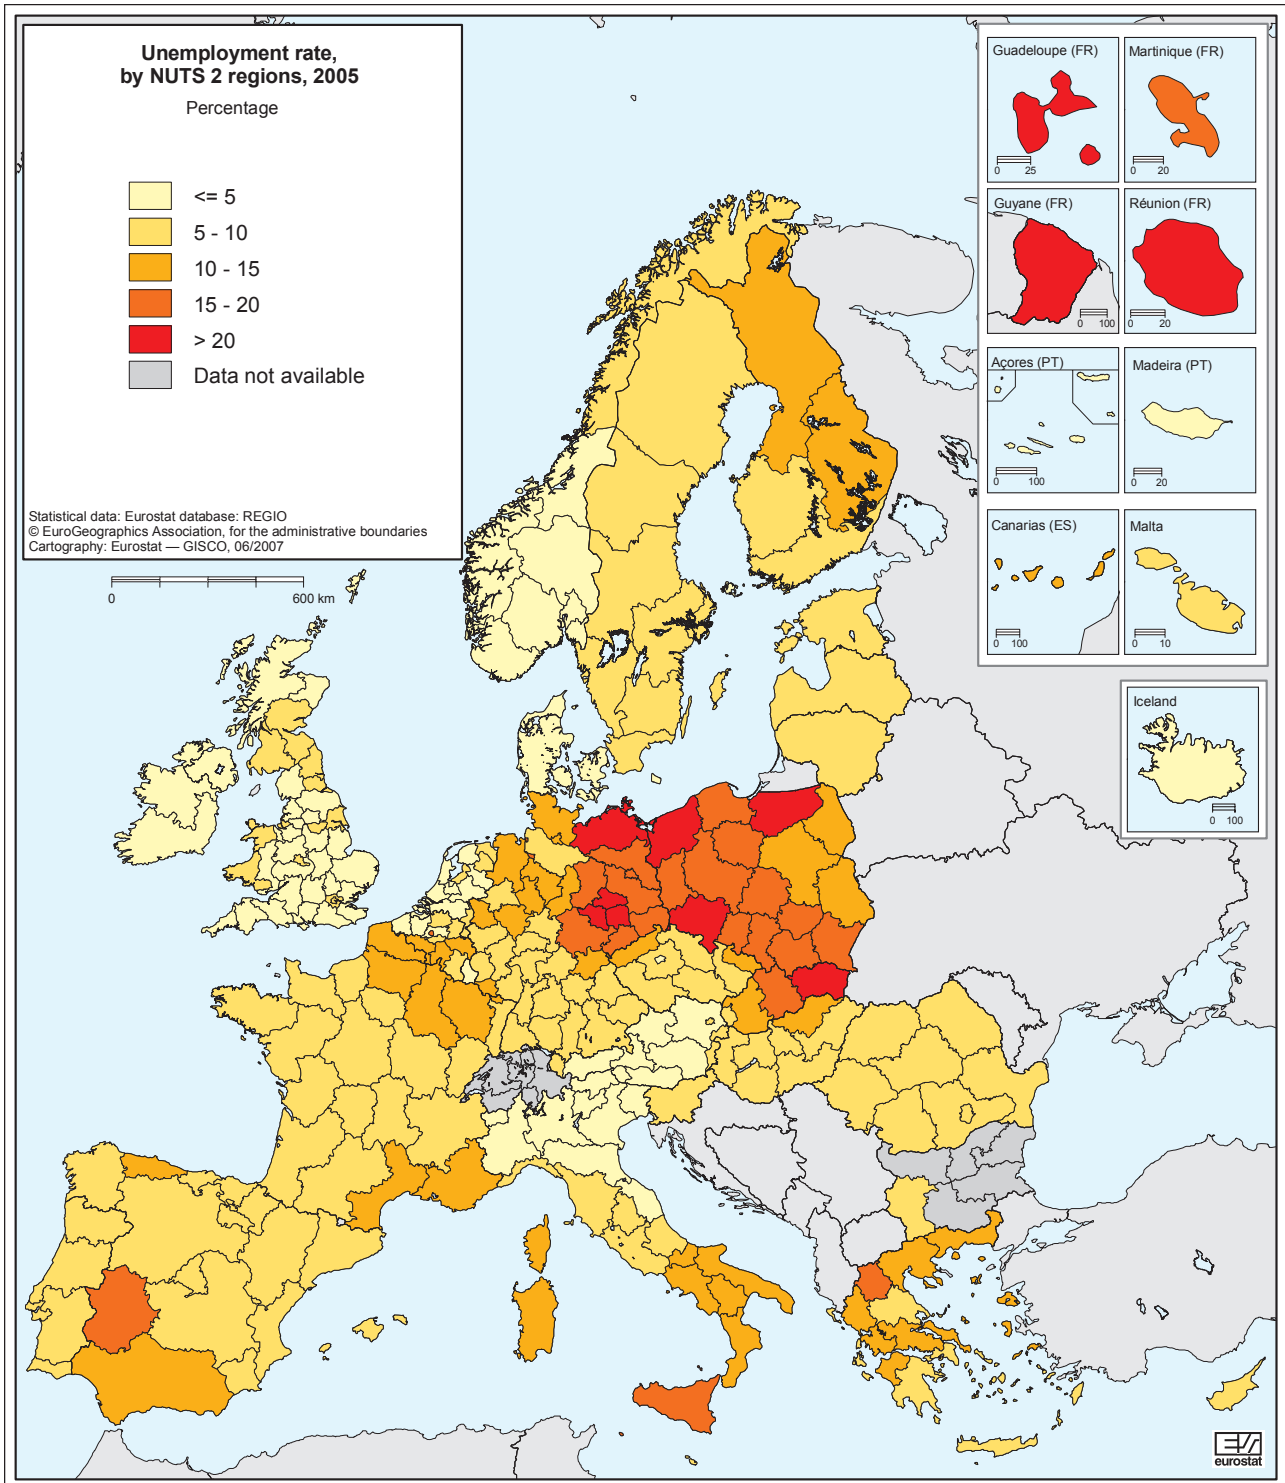 Unemployment rate,
by NUTS 2 regions, 2005
Percentage
<= 5
5 - 10
10 - 15
15 - 20
> 20
Data not available
Statistical data: Eurostat database: REGIO
© EuroGeographics Association, for the administrative boundaries
Cartography: Eurostat — GISCO, 06/2007
0 600 km
Guadeloupe (FR)
0 25
Martinique (FR)
0 20
Guyane (FR)
0 100
Réunion (FR)
0 20
Açores (PT)
0 100
Madeira (PT)
0 20
Canarias (ES)
0 100
Malta
0 10
Iceland
0 100
eurostat